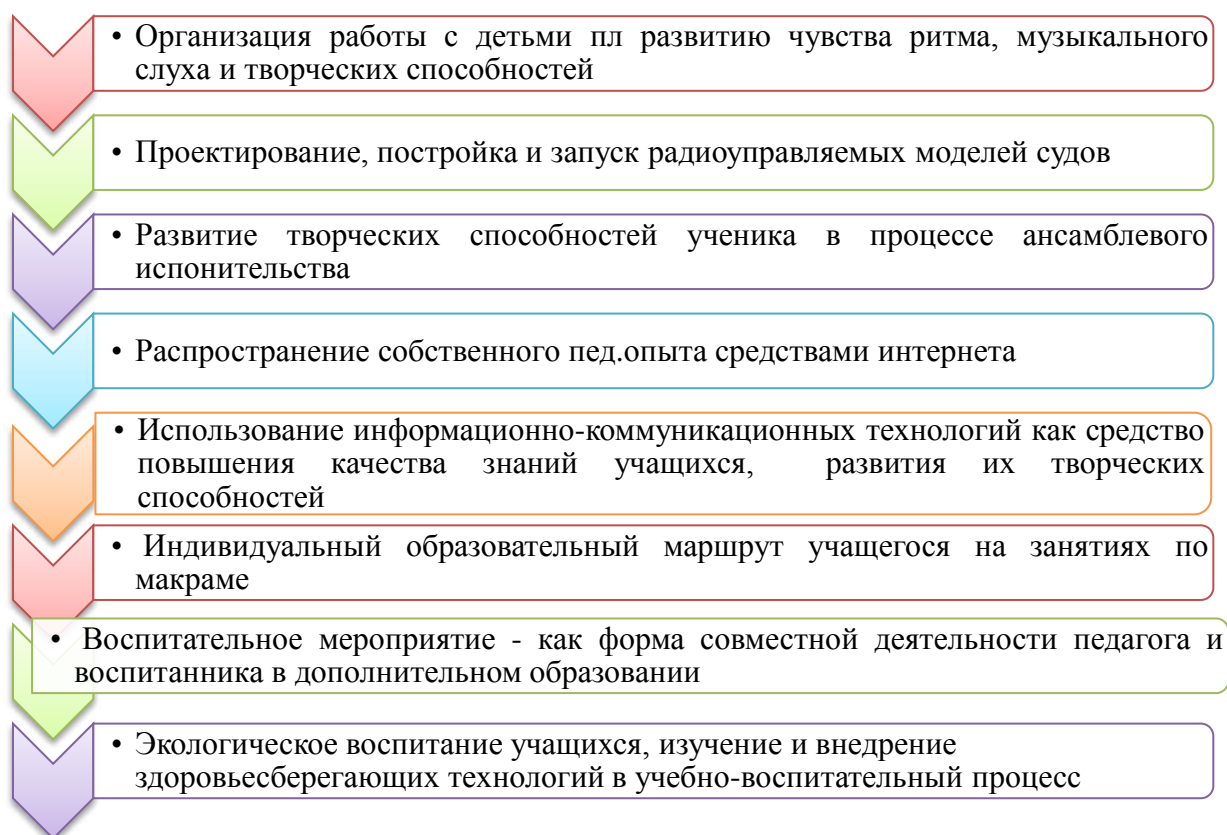 • Организация работы с детьми пл развитию чувства ритма, музыкального
слуха и творческих способностей
• Проектирование, постройка и запуск радиоуправляемых моделей судов
• Развитие творческих способностей ученика в процессе ансамблевого
испонительства
• Распространение собственного пед.опыта средствами интернета
• Использование информационно-коммуникационных технологий как средство
повышения качества знаний учащихся, развития их творческих
способностей
• Индивидуальный образовательный маршрут учащегося на занятиях по
макраме
• Воспитательное мероприятие - как форма совместной деятельности педагога и
воспитанника в дополнительном образовании
• Экологическое воспитание учащихся, изучение и внедрение
здоровьесберегающих технологий в учебно-воспитательный процесс